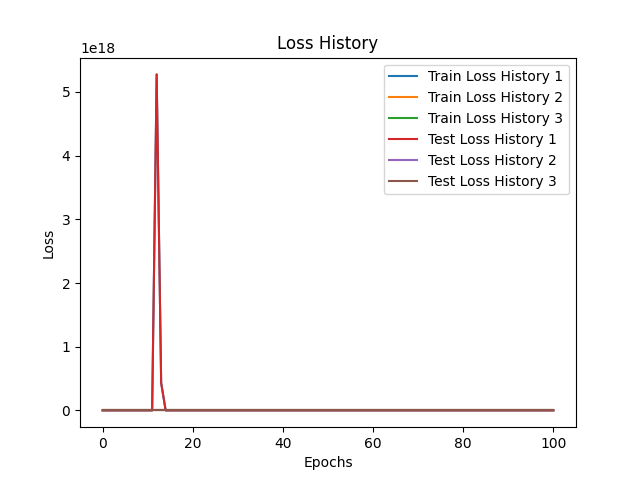 Loss History
1e18
Train Loss History 1
Train Loss History 2
Train Loss History 3
Test Loss History 1
Test Loss History 2
Test Loss History 3
5
4
3
2
1
0
Loss
0 20 40 60 80 100
Epochs